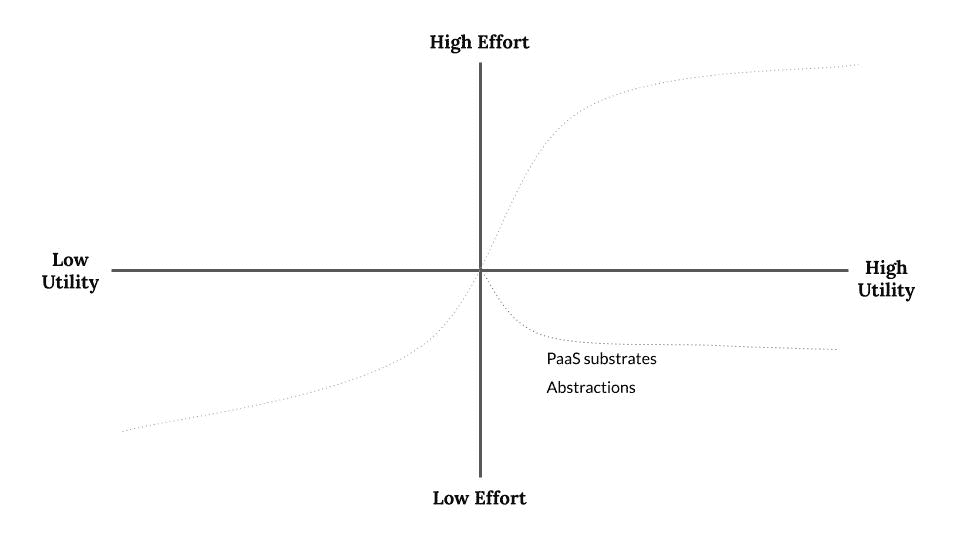 High Effort
Low
Utility
High
Utility
PaaS substrates
Abstractions
Low Effort